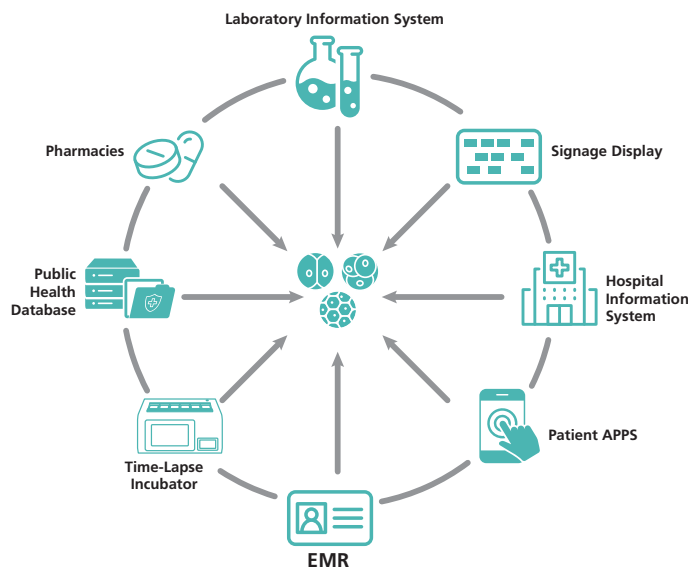 Laboratory Information System
Pharmacies
Signage Display
Public
Health
Database
Hospital
Information
System
Patient APPS
Time-Lapse
Incubator
EMR